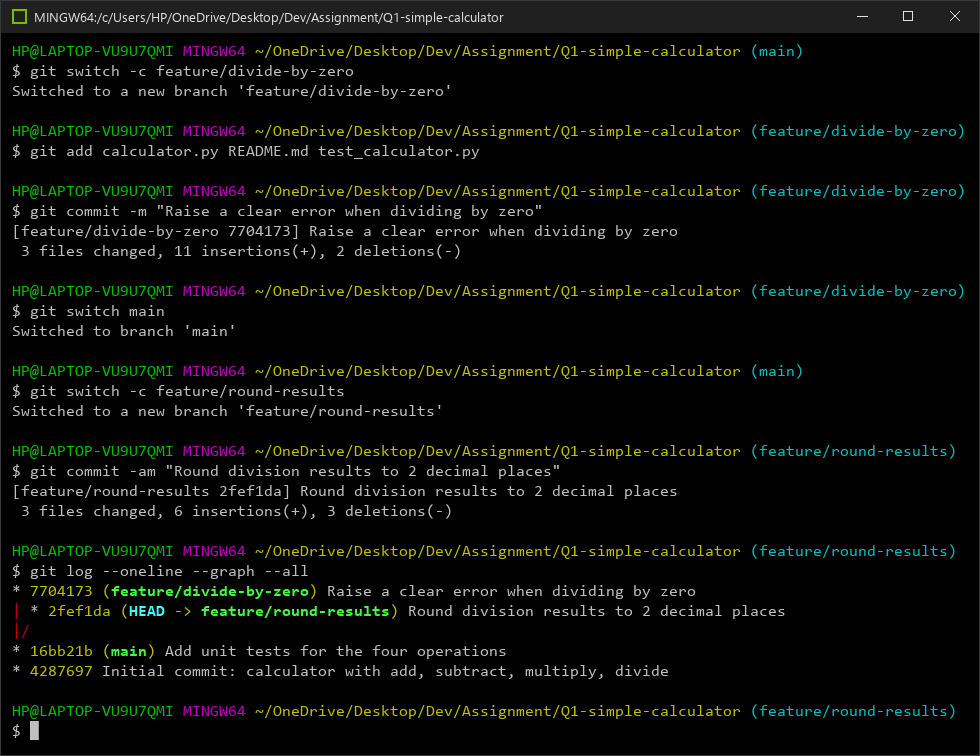 MINGW64:/c/Users/HP/OneDrive/Desktop/Dev/Assignment/Q1-simple-calculator
HP@LAPTOP-VU9U7QMI MINGW64 ~/OneDrive/Desktop/Dev/Assignment/Q1-simple-calculator (main)
$ git switch -c feature/divide-by-zero
Switched to a new branch 'feature/divide-by-zero'

HP@LAPTOP-VU9U7QMI MINGW64 ~/OneDrive/Desktop/Dev/Assignment/Q1-simple-calculator (feature/divide-by-zero)
$ git add calculator.py README.md test_calculator.py

HP@LAPTOP-VU9U7QMI MINGW64 ~/OneDrive/Desktop/Dev/Assignment/Q1-simple-calculator (feature/divide-by-zero)
$ git commit -m "Raise a clear error when dividing by zero"
[feature/divide-by-zero 7704173] Raise a clear error when dividing by zero
 3 files changed, 11 insertions(+), 2 deletions(-)

HP@LAPTOP-VU9U7QMI MINGW64 ~/OneDrive/Desktop/Dev/Assignment/Q1-simple-calculator (feature/divide-by-zero)
$ git switch main
Switched to branch 'main'

HP@LAPTOP-VU9U7QMI MINGW64 ~/OneDrive/Desktop/Dev/Assignment/Q1-simple-calculator (main)
$ git switch -c feature/round-results
Switched to a new branch 'feature/round-results'

HP@LAPTOP-VU9U7QMI MINGW64 ~/OneDrive/Desktop/Dev/Assignment/Q1-simple-calculator (feature/round-results)
$ git commit -am "Round division results to 2 decimal places"
[feature/round-results 2fef1da] Round division results to 2 decimal places
 3 files changed, 6 insertions(+), 3 deletions(-)

HP@LAPTOP-VU9U7QMI MINGW64 ~/OneDrive/Desktop/Dev/Assignment/Q1-simple-calculator (feature/round-results)
$ git log --oneline --graph --all
* 7704173 (feature/divide-by-zero) Raise a clear error when dividing by zero
| * 2fef1da (HEAD -> feature/round-results) Round division results to 2 decimal places
|/
* 16bb21b (main) Add unit tests for the four operations
* 4287697 Initial commit: calculator with add, subtract, multiply, divide

HP@LAPTOP-VU9U7QMI MINGW64 ~/OneDrive/Desktop/Dev/Assignment/Q1-simple-calculator (feature/round-results)
$